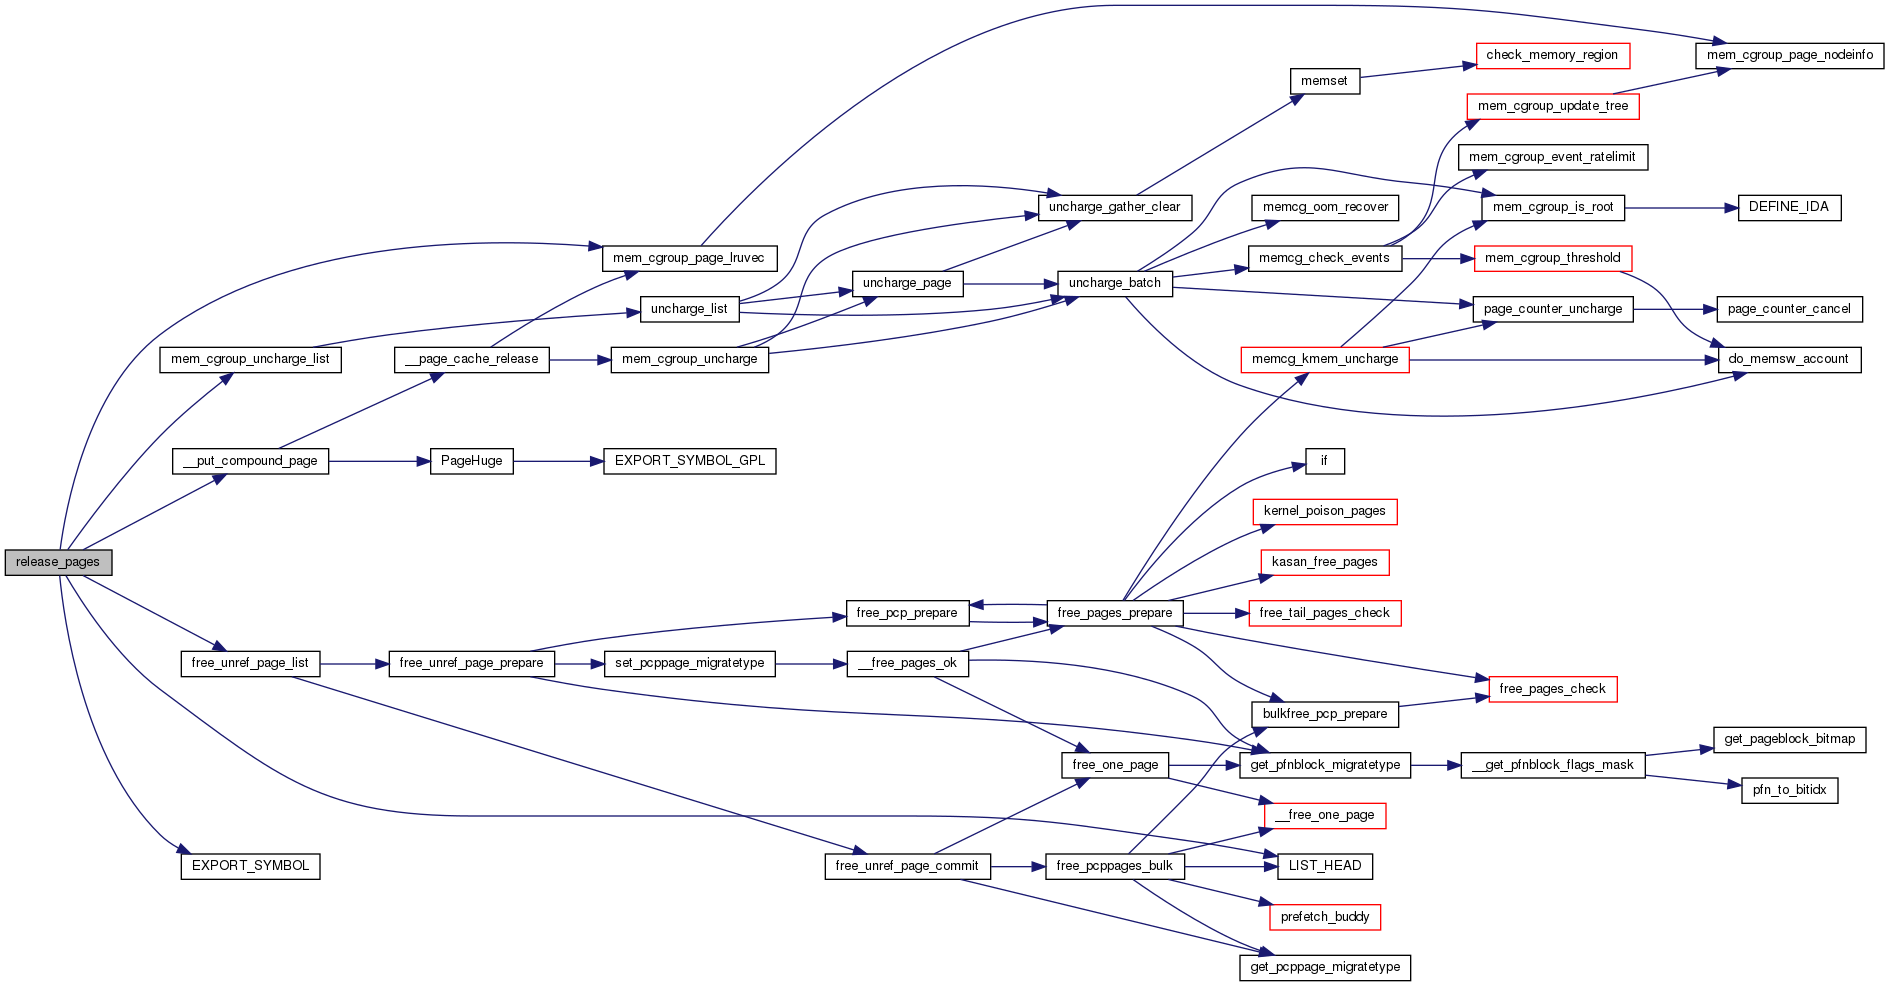 release_pages
mem_cgroup_uncharge_list
__put_compound_page
free_unref_page_list
EXPORT_SYMBOL
__page_cache_release
PageHuge
free_unref_page_prepare
mem_cgroup_page_lruvec
uncharge_list
mem_cgroup_uncharge
EXPORT_SYMBOL_GPL
set_pcppage_migratetype
uncharge_page
free_pcp_prepare
__free_pages_ok
free_unref_page_commit
uncharge_gather_clear
uncharge_batch
free_pages_prepare
free_one_page
free_pcppages_bulk
memset
memcg_oom_recover
memcg_check_events
memcg_kmem_uncharge
if
kernel_poison_pages
kasan_free_pages
free_tail_pages_check
bulkfree_pcp_prepare
get_pfnblock_migratetype
__free_one_page
LIST_HEAD
prefetch_buddy
get_pcppage_migratetype
check_memory_region
mem_cgroup_update_tree
mem_cgroup_event_ratelimit
mem_cgroup_is_root
mem_cgroup_threshold
page_counter_uncharge
free_pages_check
__get_pfnblock_flags_mask
mem_cgroup_page_nodeinfo
DEFINE_IDA
page_counter_cancel
do_memsw_account
get_pageblock_bitmap
pfn_to_bitidx